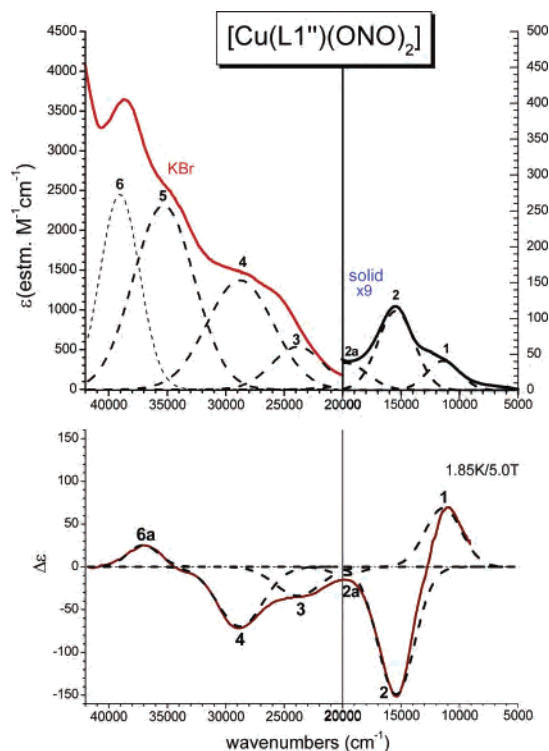 [Cu(L1'')(ONO)₂]
4500
4000
3500
3000
2500
2000
1500
1000
500
0
ε(estm. M⁻¹cm⁻¹)
500
450
400
350
300
250
200
150
100
50
0
KBr
solid
x9
6
5
4
3
2a
2
1
40000 35000 30000 25000 20000 15000 10000 5000
150
100
50
0
-50
-100
-150
Δε
1.85K/5.0T
6a
4
3
2a
2
1
40000 35000 30000 25000 20000 15000 10000 5000
wavenumbers (cm⁻¹)